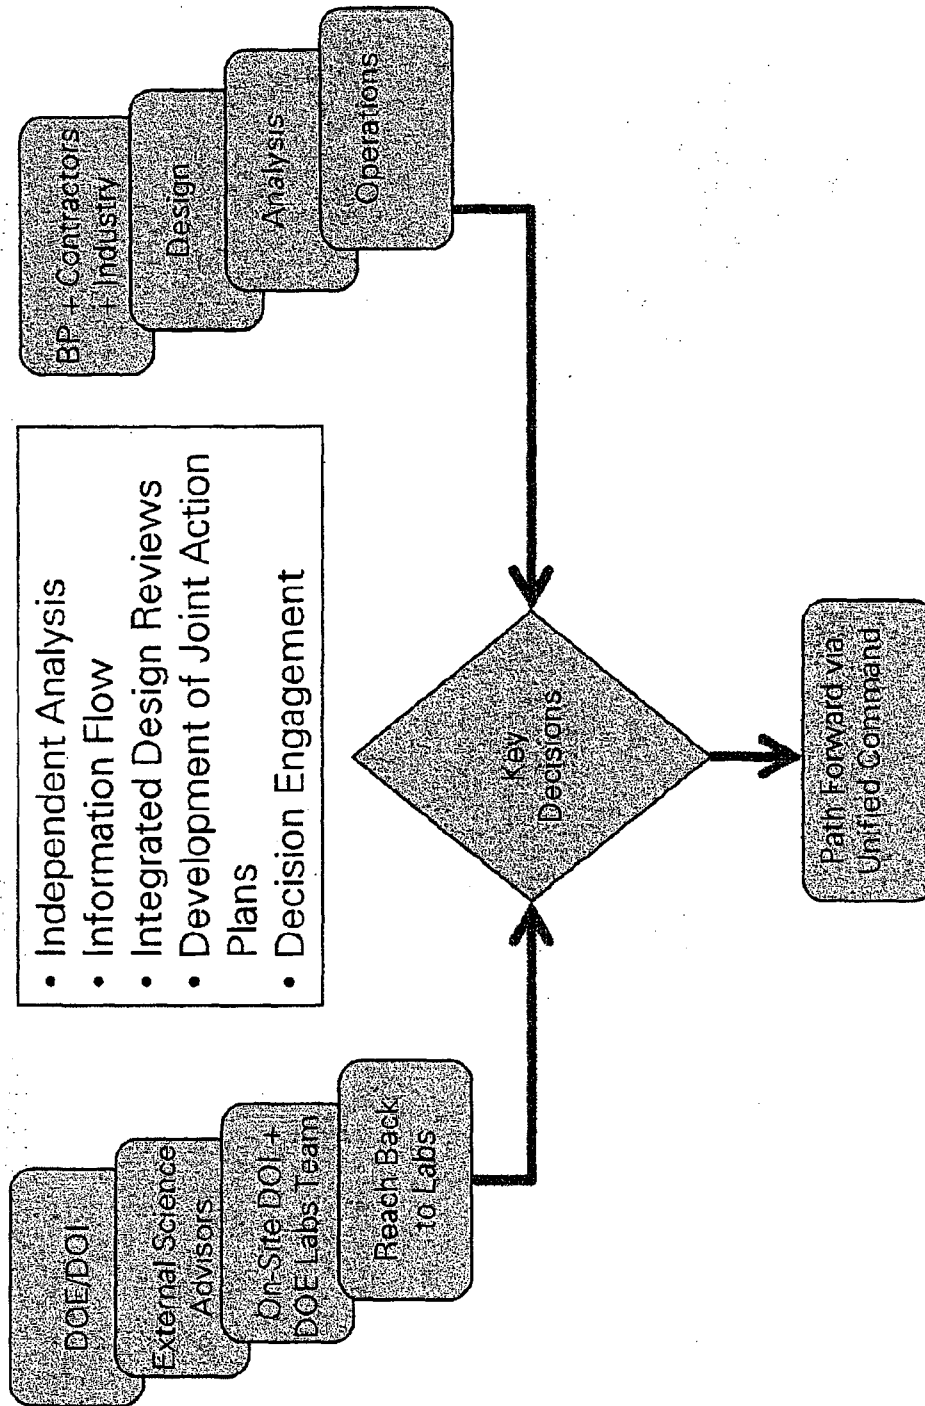 DOE/DOI
External Science
Advisors
On-Site DOI +
DOE Labs Team
Reach Back
to Labs
• Independent Analysis
• Information Flow
• Integrated Design Reviews
• Development of Joint Action
Plans
• Decision Engagement
BP + Contractors
+ Industry
Design
Analysis
Operations
Key
Decisions
Path Forward via
Unified Command